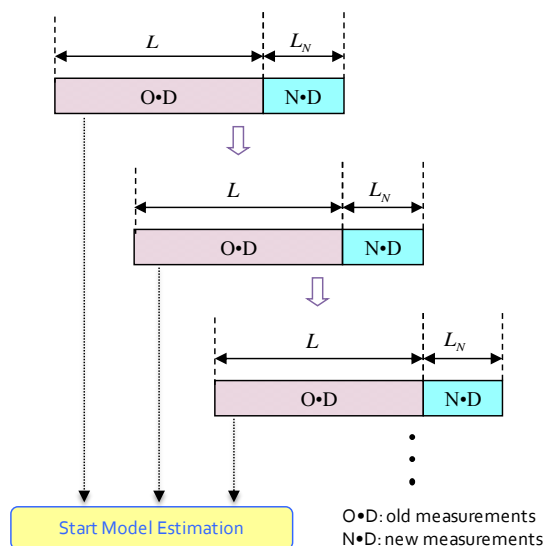 L L_N
O•D N•D
L L_N
O•D N•D
L L_N
O•D N•D
Start Model Estimation
O•D: old measurements
N•D: new measurements